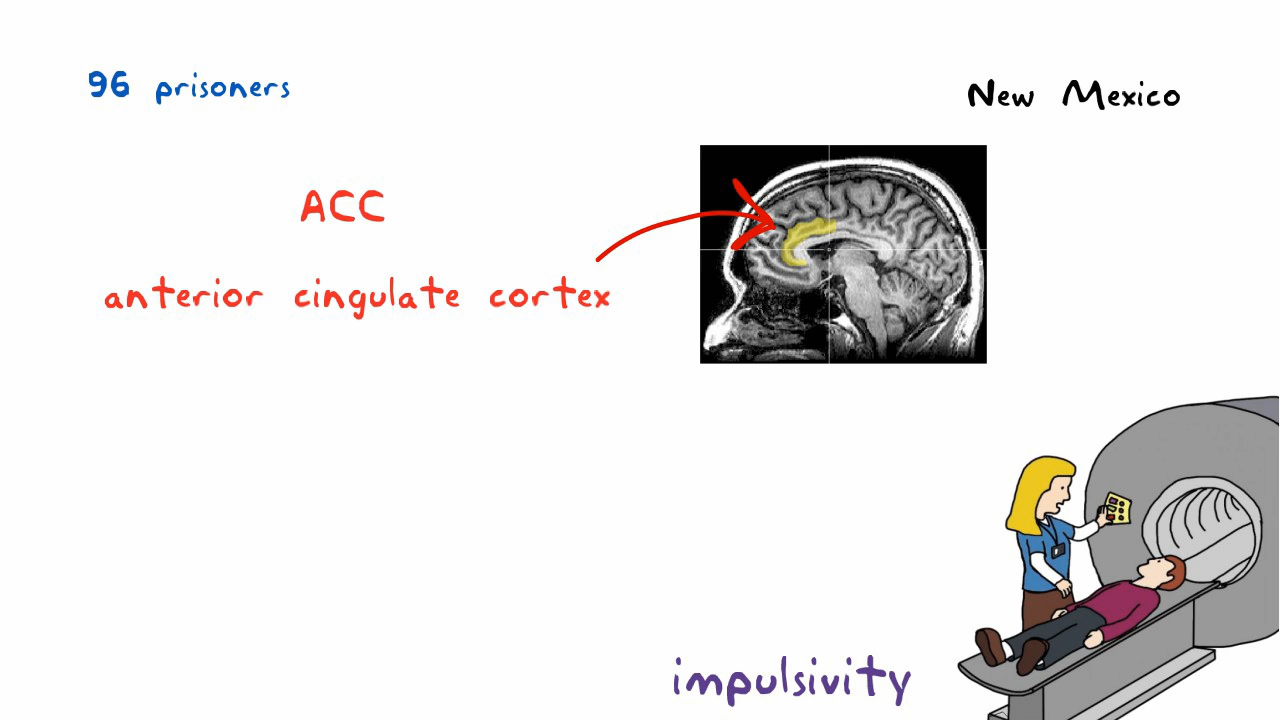 96 prisoners
New Mexico
ACC
anterior cingulate cortex
impulsivity